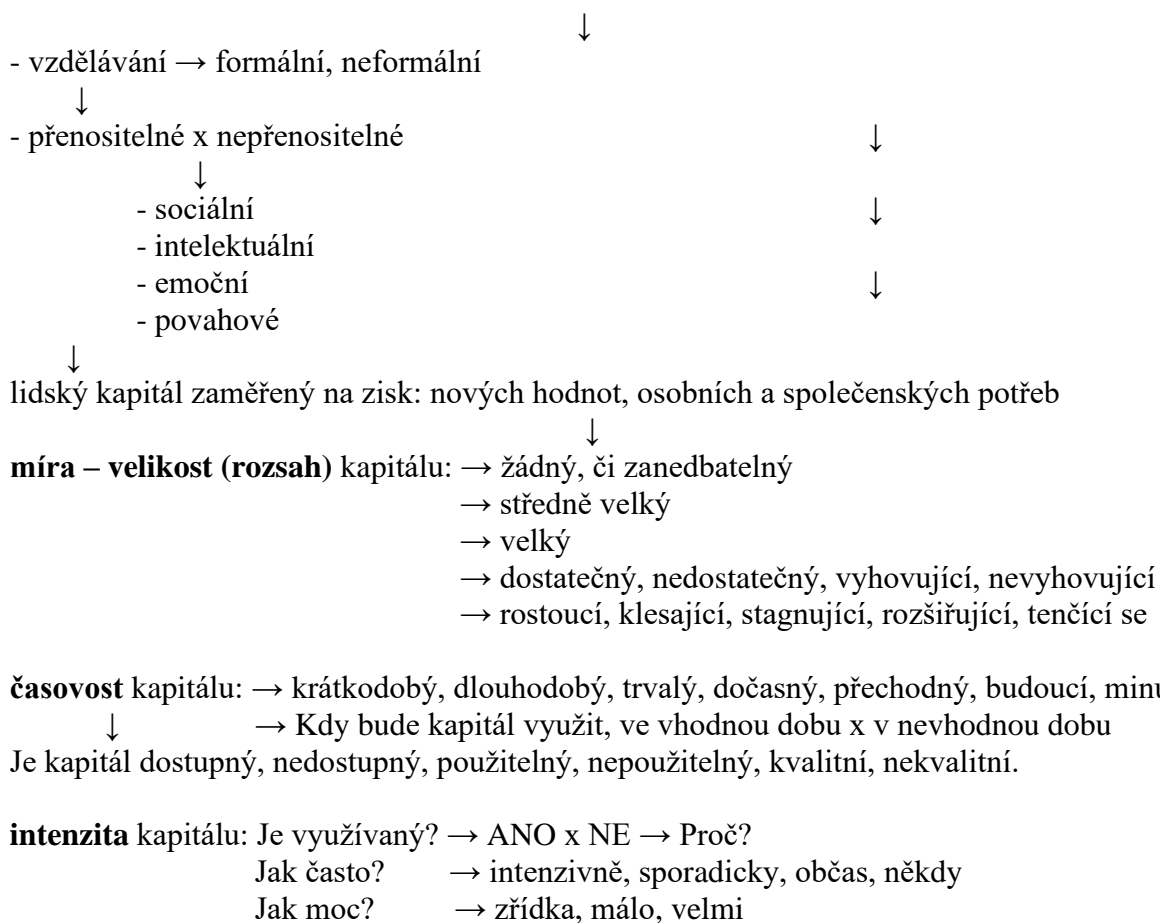 ↓
- vzdělávání → formální, neformální
↓
- přenositelné x nepřenositelné ↓
↓
- sociální ↓
- intelektuální
- emoční ↓
- povahové
↓
lidský kapitál zaměřený na zisk: nových hodnot, osobních a společenských potřeb
↓
míra – velikost (rozsah) kapitálu: → žádný, či zanedbatelný
→ středně velký
→ velký
→ dostatečný, nedostatečný, vyhovující, nevyhovující
→ rostoucí, klesající, stagnující, rozšiřující, tenčící se
časovost kapitálu: → krátkodobý, dlouhodobý, trvalý, dočasný, přechodný, budoucí,
↓ → Kdy bude kapitál využit, ve vhodnou dobu x v nevhodnou dobu
Je kapitál dostupný, nedostupný, použitelný, nepoužitelný, kvalitní, nekvalitní.
intenzita kapitálu: Je využívaný? → ANO x NE → Proč?
Jak často? → intenzivně, sporadicky, občas, někdy
Jak moc? → zřídka, málo, velmi